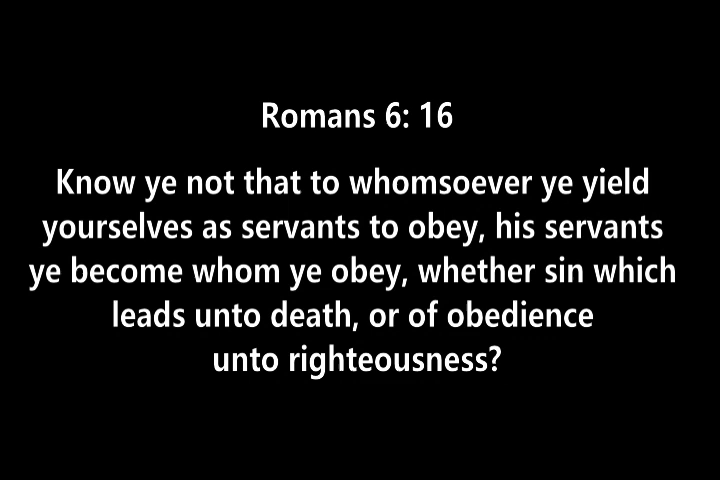 Romans 6: 16
Know ye not that to whomsoever ye yield
yourselves as servants to obey, his servants
ye become whom ye obey, whether sin which
leads unto death, or of obedience
unto righteousness?